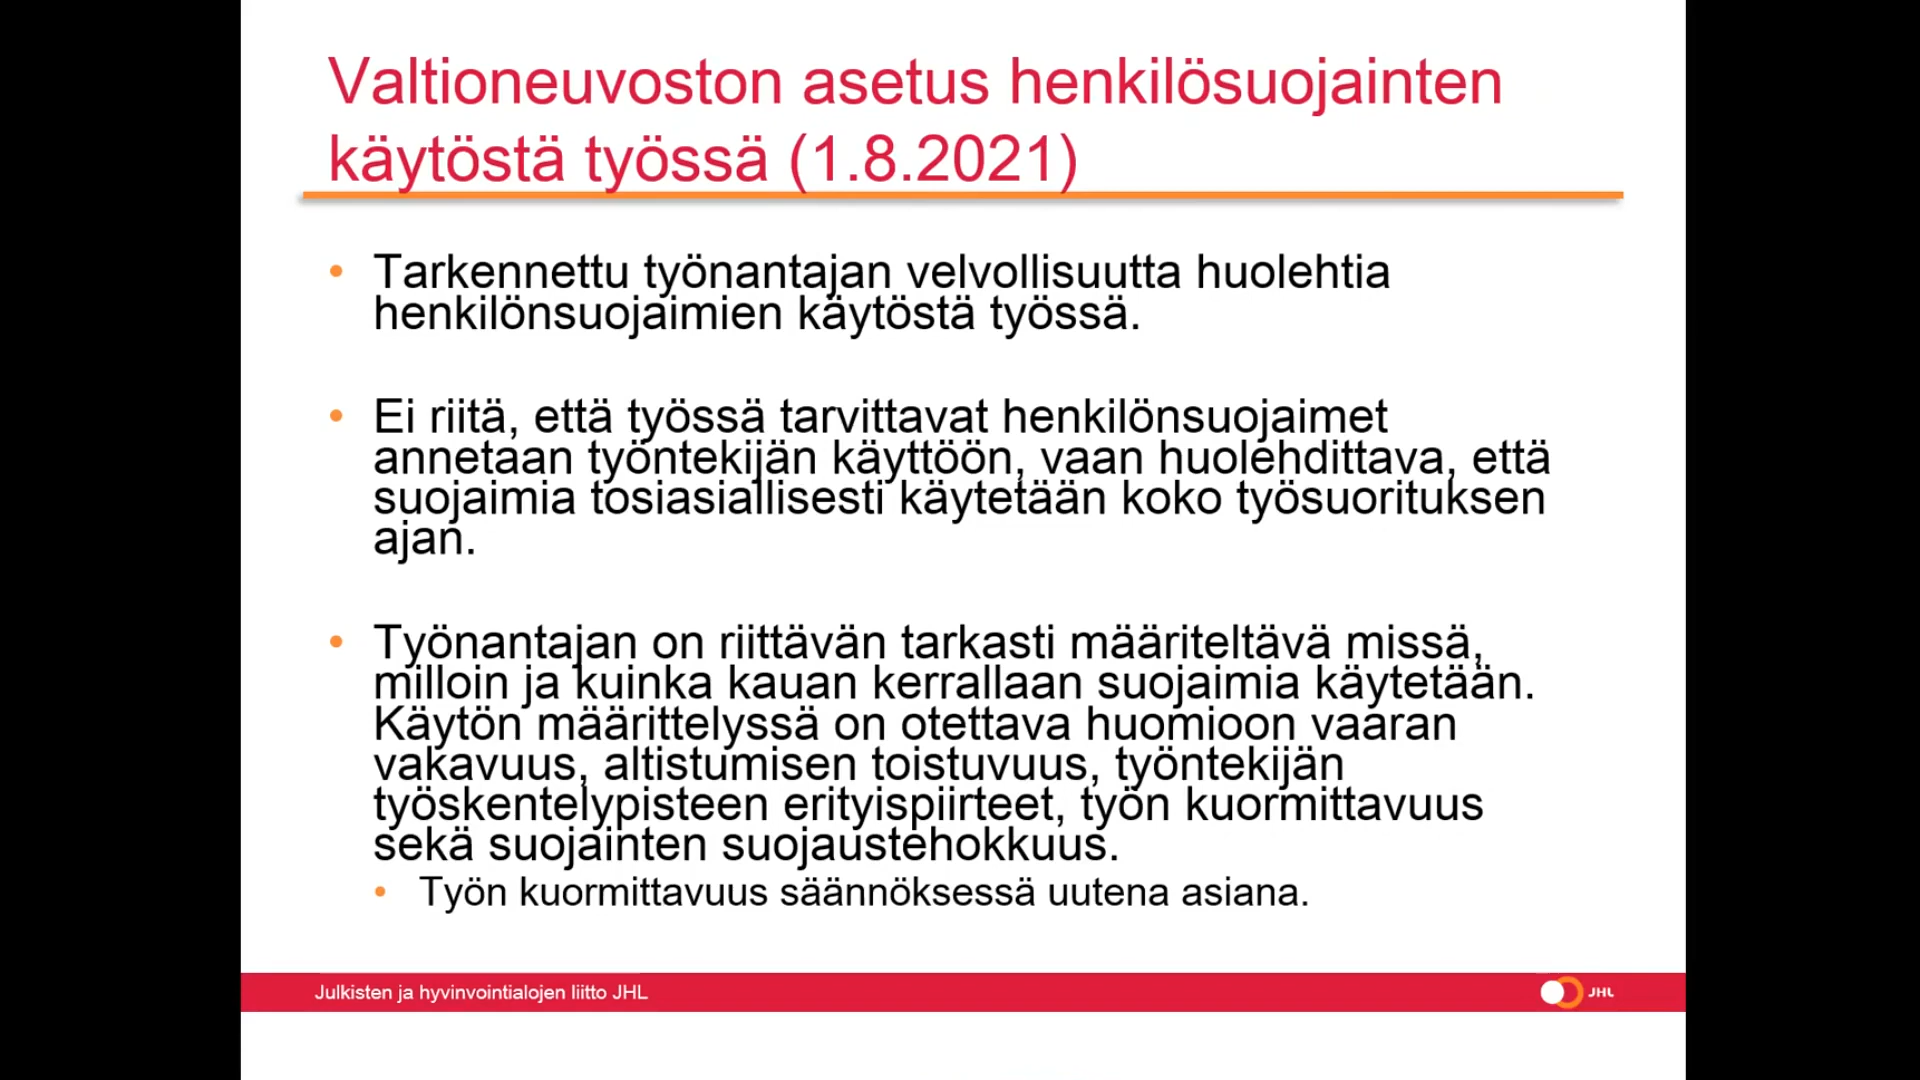 Valtioneuvoston asetus henkilösuojainten
käytöstä työssä (1.8.2021)
• Tarkennettu työnantajan velvollisuutta huolehtia
henkilönsuojaimien käytöstä työssä.
• Ei riitä, että työssä tarvittavat henkilönsuojaimet
annetaan työntekijän käyttöön, vaan huolehdittava, että
suojaimia tosiasiallisesti käytetään koko työsuorituksen
ajan.
• Työnantajan on riittävän tarkasti määriteltävä missä,
milloin ja kuinka kauan kerrallaan suojaimia käytetään.
Käytön määrittelyssä on otettava huomioon vaaran
vakavuus, altistumisen toistuvuus, työntekijän
työskentelypisteen erityispiirteet, työn kuormittavuus
sekä suojainten suojaustehokkuus.
• Työn kuormittavuus säännöksessä uutena asiana.
Julkisten ja hyvinvointialojen liitto JHL
JHL